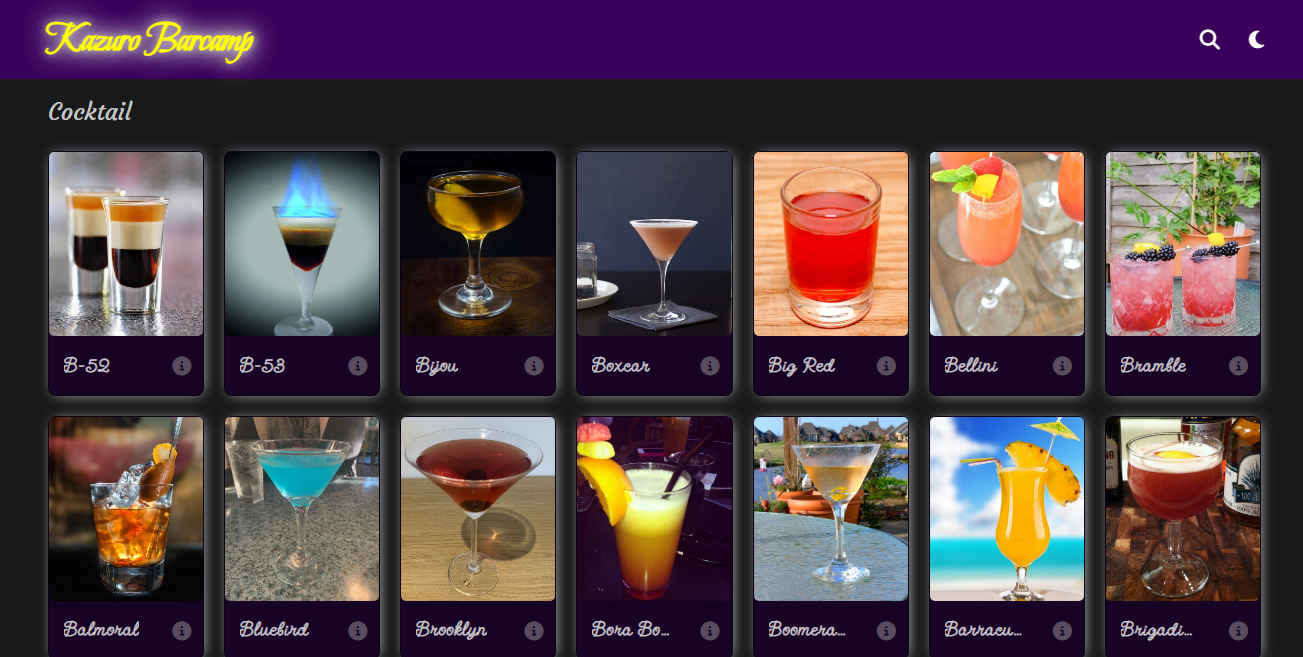 Kazuro Barcamp
Cocktail
B-52
B-53
Bijou
Boxcar
Big Red
Bellini
Bramble
Balmoral
Bluebird
Brooklyn
Bora Bo...
Boomera...
Barracu...
Brigadi...